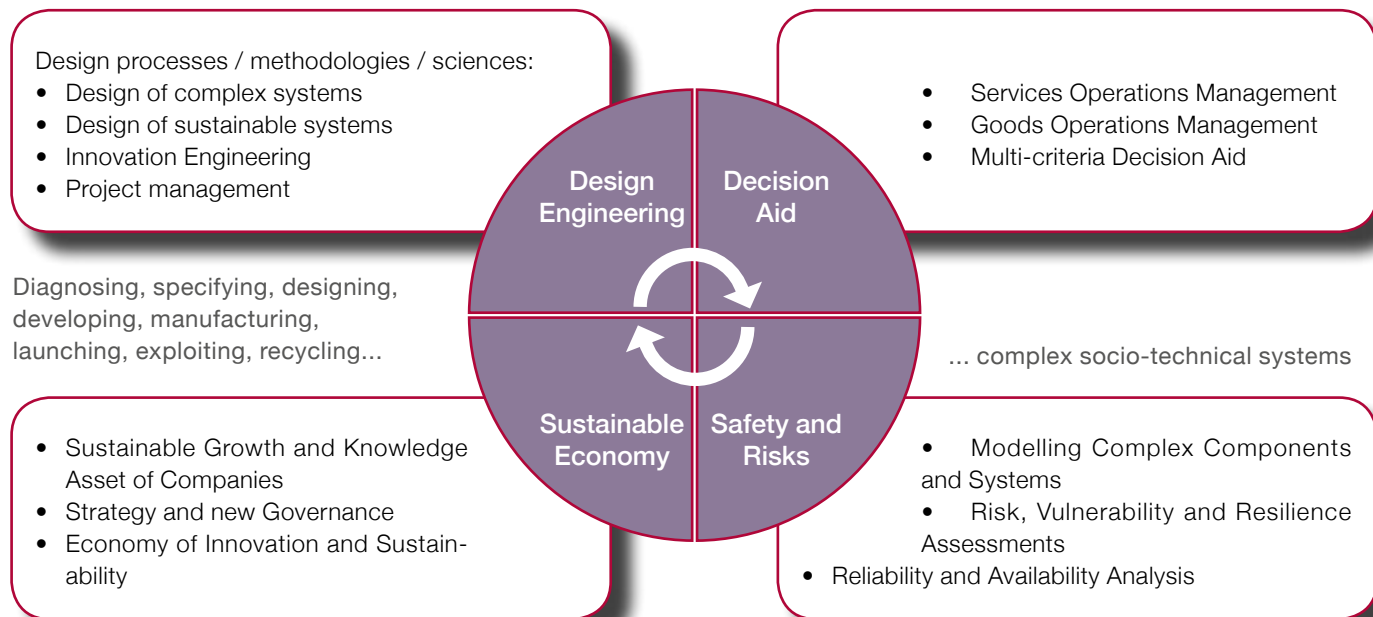 Design processes / methodologies / sciences:
• Design of complex systems
• Design of sustainable systems
• Innovation Engineering
• Project management
• Services Operations Management
• Goods Operations Management
• Multi-criteria Decision Aid
Design
Engineering
Decision
Aid
Diagnosing, specifying, designing,
developing, manufacturing,
launching, exploiting, recycling...
... complex socio-technical systems
Sustainable
Economy
Safety and
Risks
• Sustainable Growth and Knowledge
Asset of Companies
• Strategy and new Governance
• Economy of Innovation and Sustain-
ability
• Modelling Complex Components
and Systems
• Risk, Vulnerability and Resilience
Assessments
• Reliability and Availability Analysis